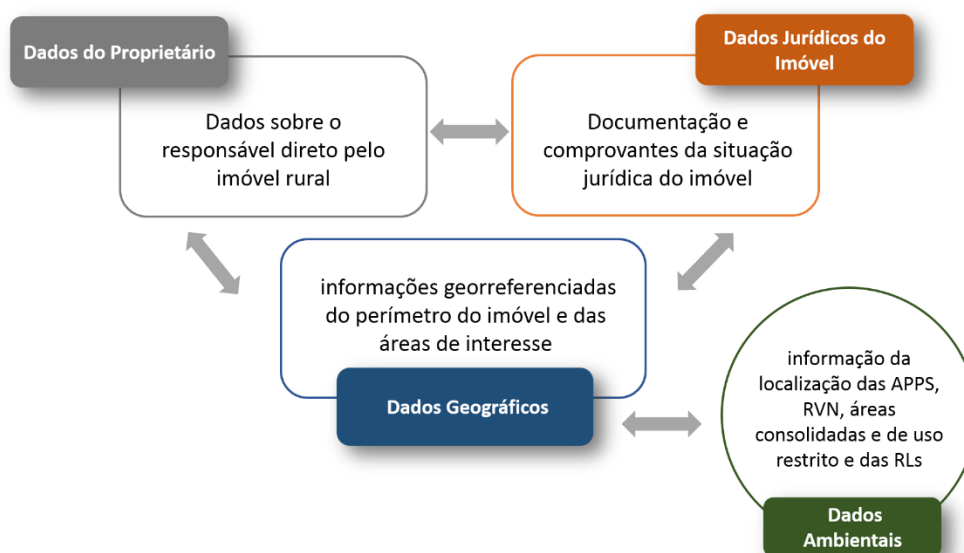 Dados do Proprietário
Dados sobre o
responsável direto pelo
imóvel rural
Dados Jurídicos do
Imóvel
Documentação e
comprovantes da situação
jurídica do imóvel
informações georreferenciadas
do perímetro do imóvel e das
áreas de interesse
Dados Geográficos
informação da
localização das APPS,
RVN, áreas
consolidadas e de uso
restrito e das RLs
Dados
Ambientais